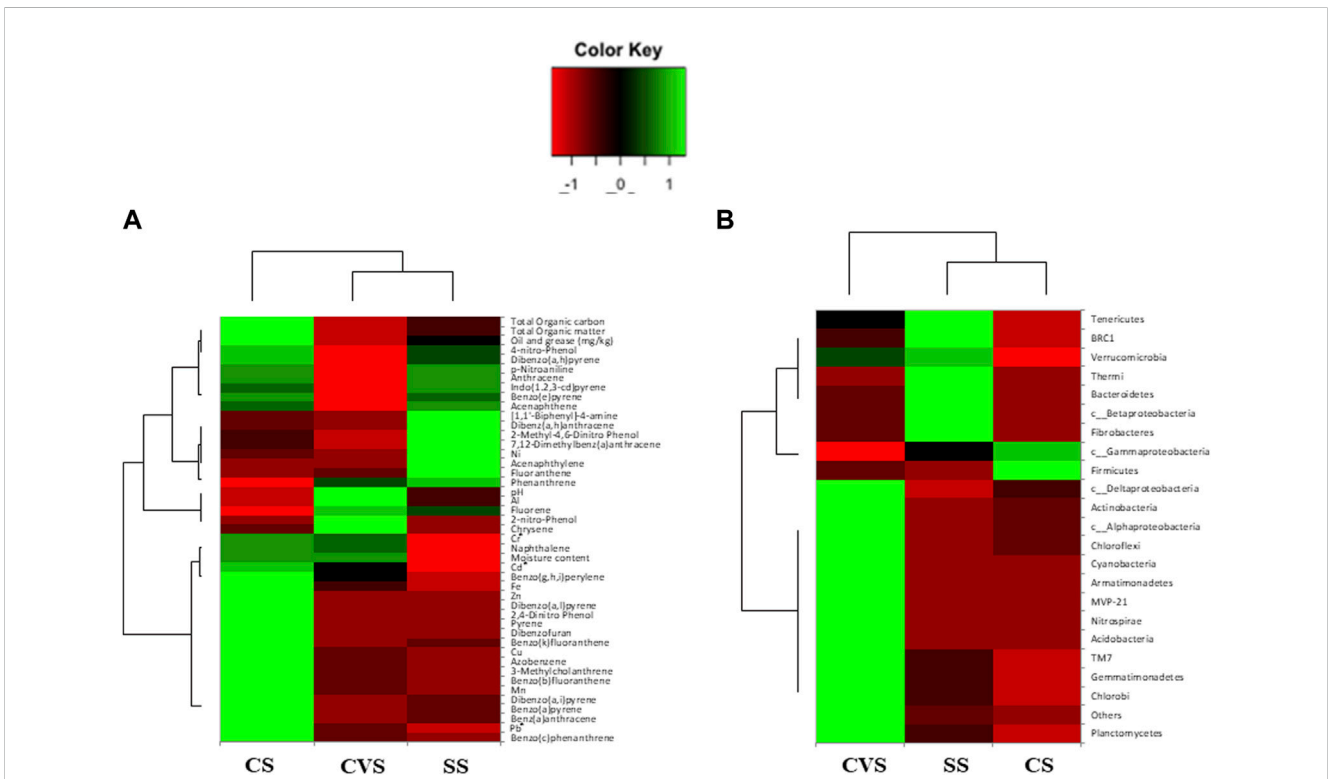 Color Key
_-1 _0_ 1
A
B
Total Organic carbon
Total Organic matter
Oil and grease (mg/kg)
4-nitro-Phenol
Dibenzo{a,h}pyrene
p-Nitroaniline
Anthracene
Indo{1,2,3-cd}pyrene
Benzo{e}pyrene
Acenaphthene
[1,1'-Biphenyl]-4-amine
Dibenz{a,h}anthracene
2-Methyl-4,6-Dinitro Phenol
7,12-Dimethylbenz{a}anthracene
Ni
Acenaphthylene
Fluoranthene
Phenanthrene
pH
Al
Fluorene
2-nitro-Phenol
Chrysene
Cr*
Naphthalene
Moisture content
Cd*
Benzo{g,h,i}perylene
Fe
Zn
Dibenzo{a,l}pyrene
2,4-Dinitro Phenol
Pyrene
Dibenzofuran
Benzo{k}fluoranthene
Cu
Azobenzene
3-Methylcholanthrene
Benzo{b}fluoranthene
Mn
Dibenzo{a,i}pyrene
Benzo{a}pyrene
Benz{a}anthracene
Pb*
Benzo{c}phenanthrene
CS CVS SS
Tenericutes
BRC1
Verrucomicrobia
Thermi
Bacteroidetes
c__Betaproteobacteria
Fibrobacteres
c__Gammaproteobacteria
Firmicutes
c__Deltaproteobacteria
Actinobacteria
c__Alphaproteobacteria
Chloroflexi
Cyanobacteria
Armatimonadetes
MVP-21
Nitrospirae
Acidobacteria
TM7
Gemmatimonadetes
Chlorobi
Others
Planctomycetes
CVS SS CS